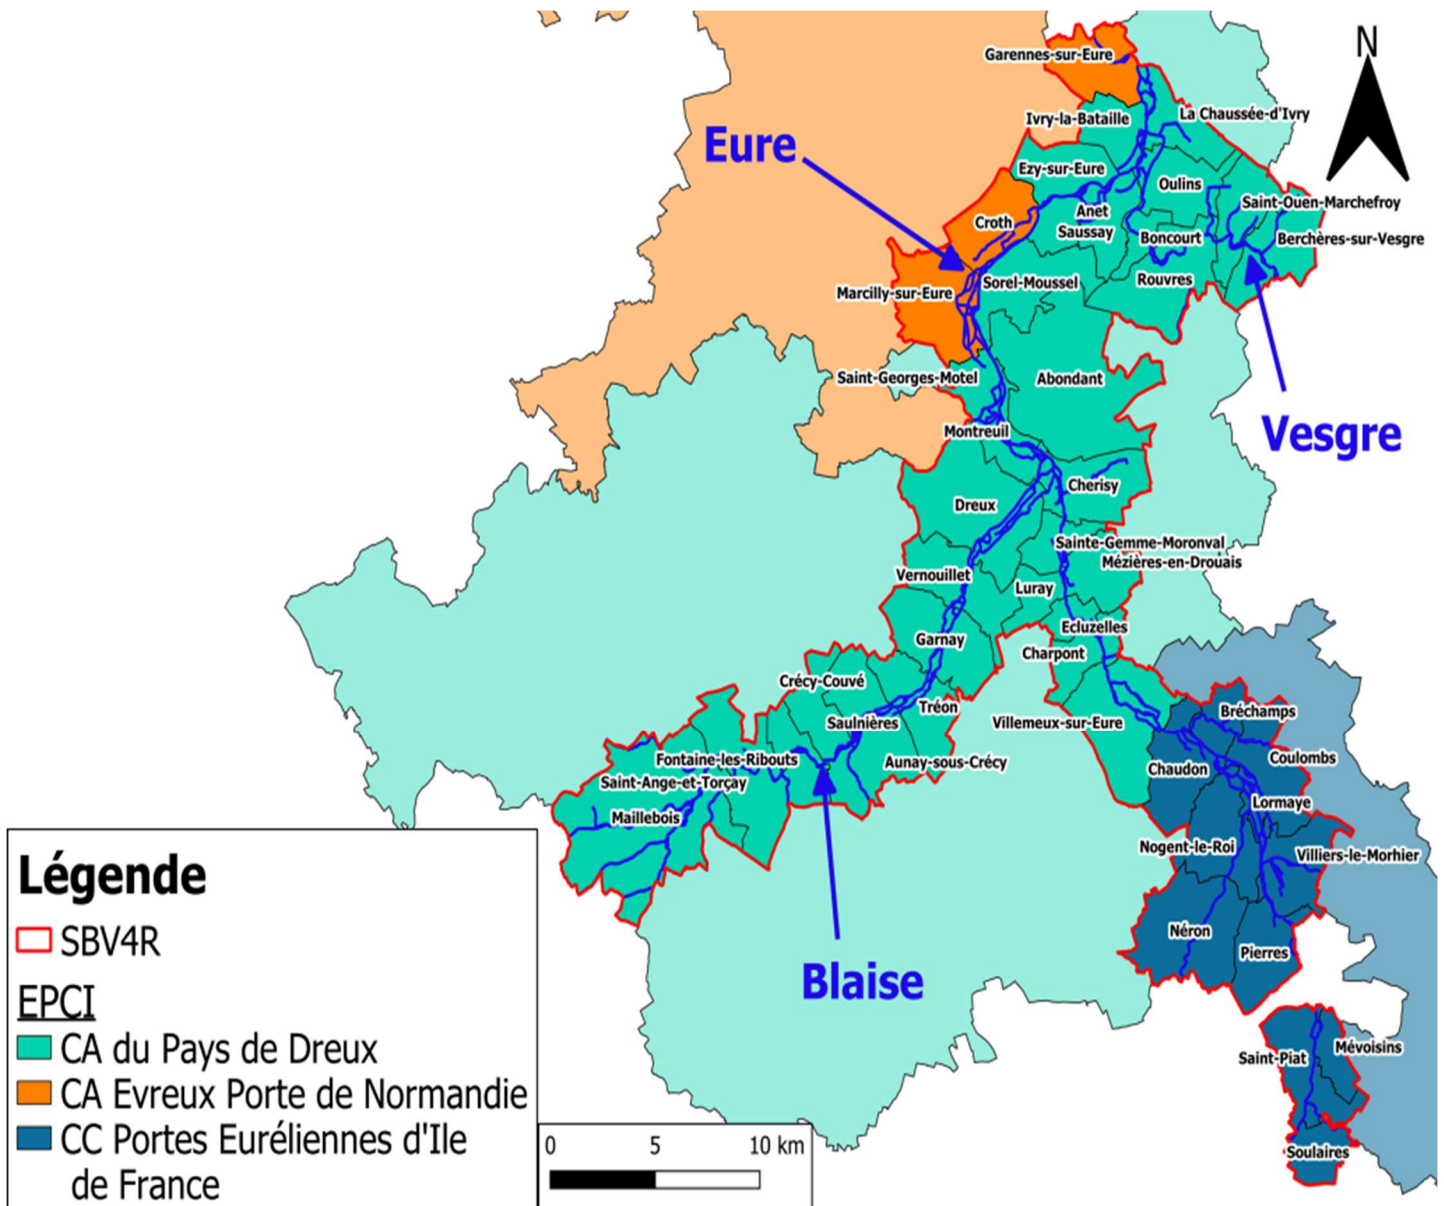 N
Garennes-sur-Eure
Ivry-la-Bataille
La Chaussée-d'Ivry
Eure
Ezy-sur-Eure
Oulins
Saint-Ouen-Marchefroy
Croth
Anet
Saussay
Boncourt
Berchères-sur-Vesgre
Marcilly-sur-Eure
Sorel-Moussel
Rouvres
Saint-Georges-Motel
Abondant
Montreuil
Vesgre
Cherisy
Dreux
Sainte-Gemme-Moronval
Mézières-en-Drouais
Vernouillet
Luray
Ecluzelles
Garnay
Charpont
Crécy-Couvé
Tréon
Saulnières
Villemeux-sur-Eure
Bréchamps
Fontaine-les-Ribouts
Aunay-sous-Crécy
Coulombs
Saint-Ange-et-Torçay
Chaudon
Lormaye
Maillebois
Nogent-le-Roi
Villiers-le-Morhier
Néron
Pierres
Blaise
Saint-Piat
Mévoisins
Soulaires
Légende
SBV4R
EPCI
CA du Pays de Dreux
CA Evreux Porte de Normandie
CC Portes Euréliennes d'Ile
de France
0 5 10 km